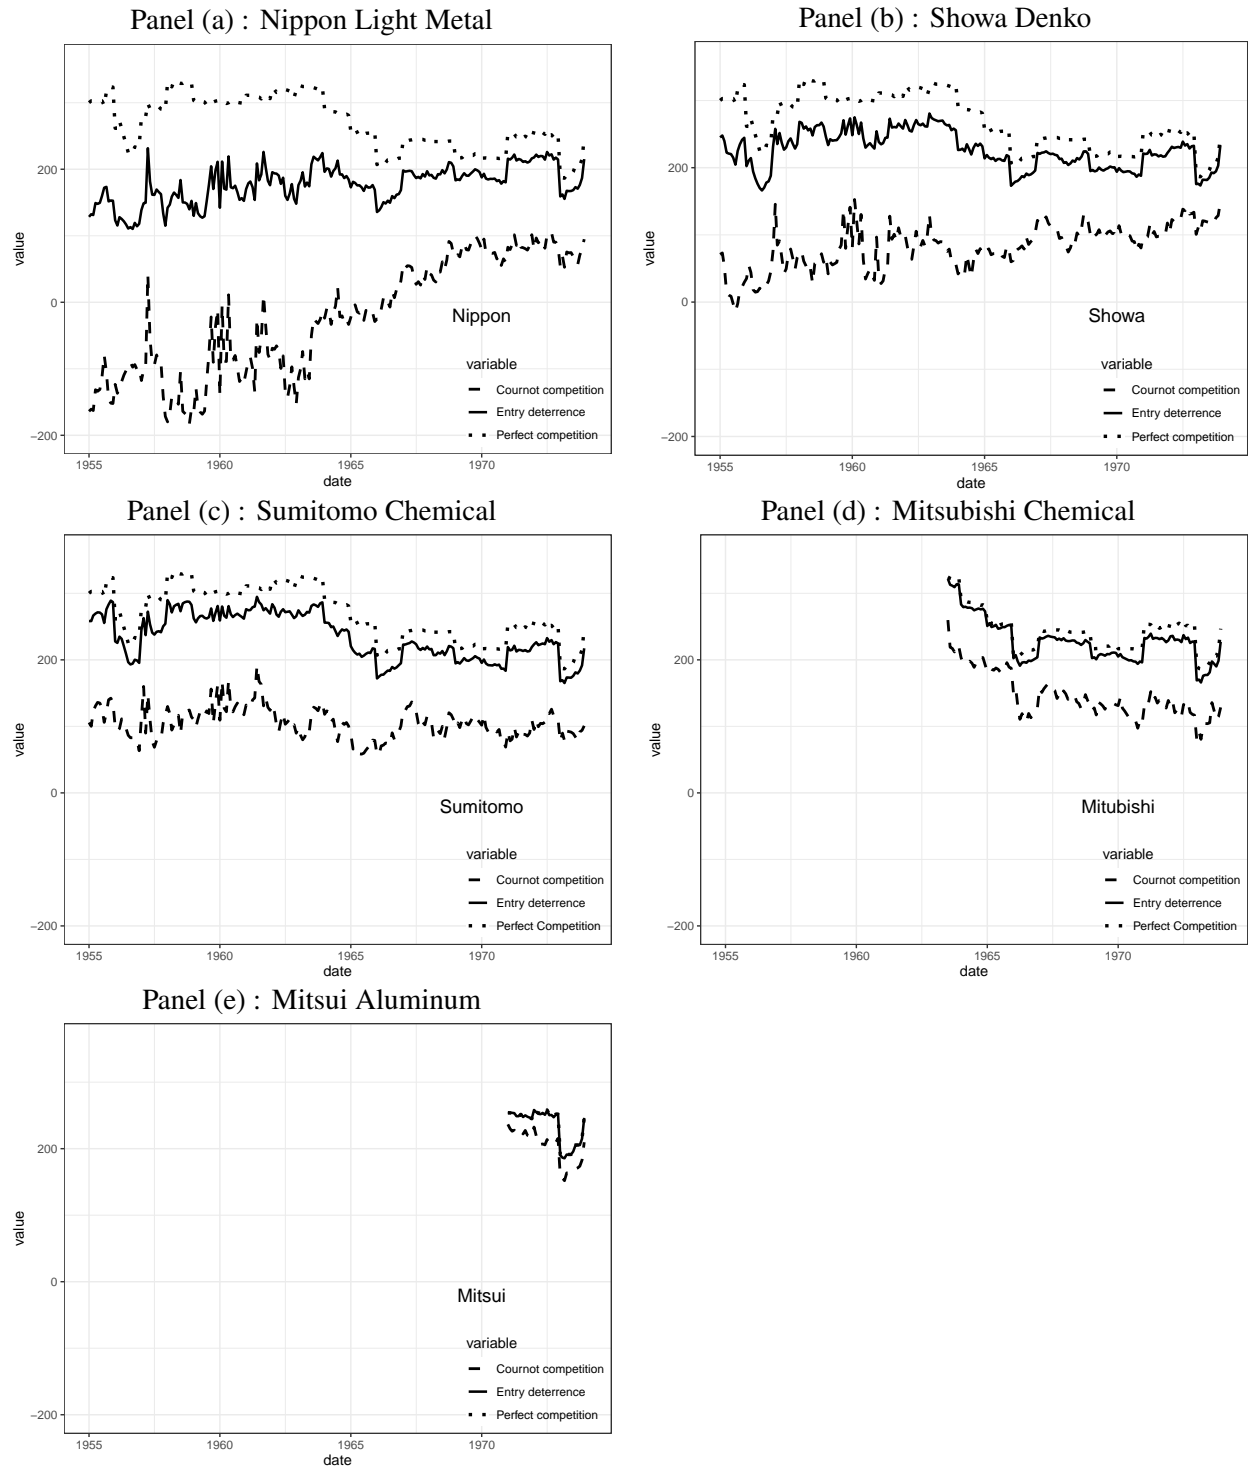 Panel (a) : Nippon Light Metal
value
200
0
−200
Nippon
variable
Cournot competition
Entry deterrence
Perfect competition
1955 1960 1965 1970
date
Panel (b) : Showa Denko
value
200
0
−200
Showa
variable
Cournot competition
Entry deterrence
Perfect competition
1955 1960 1965 1970
date
Panel (c) : Sumitomo Chemical
value
200
0
−200
Sumitomo
variable
Cournot competition
Entry deterrence
Perfect Competition
1955 1960 1965 1970
date
Panel (d) : Mitsubishi Chemical
value
200
0
−200
Mitubishi
variable
Cournot competition
Entry deterrence
Perfect Competition
1955 1960 1965 1970
date
Panel (e) : Mitsui Aluminum
value
200
0
−200
Mitsui
variable
Cournot competition
Entry deterrence
Perfect competition
1955 1960 1965 1970
date